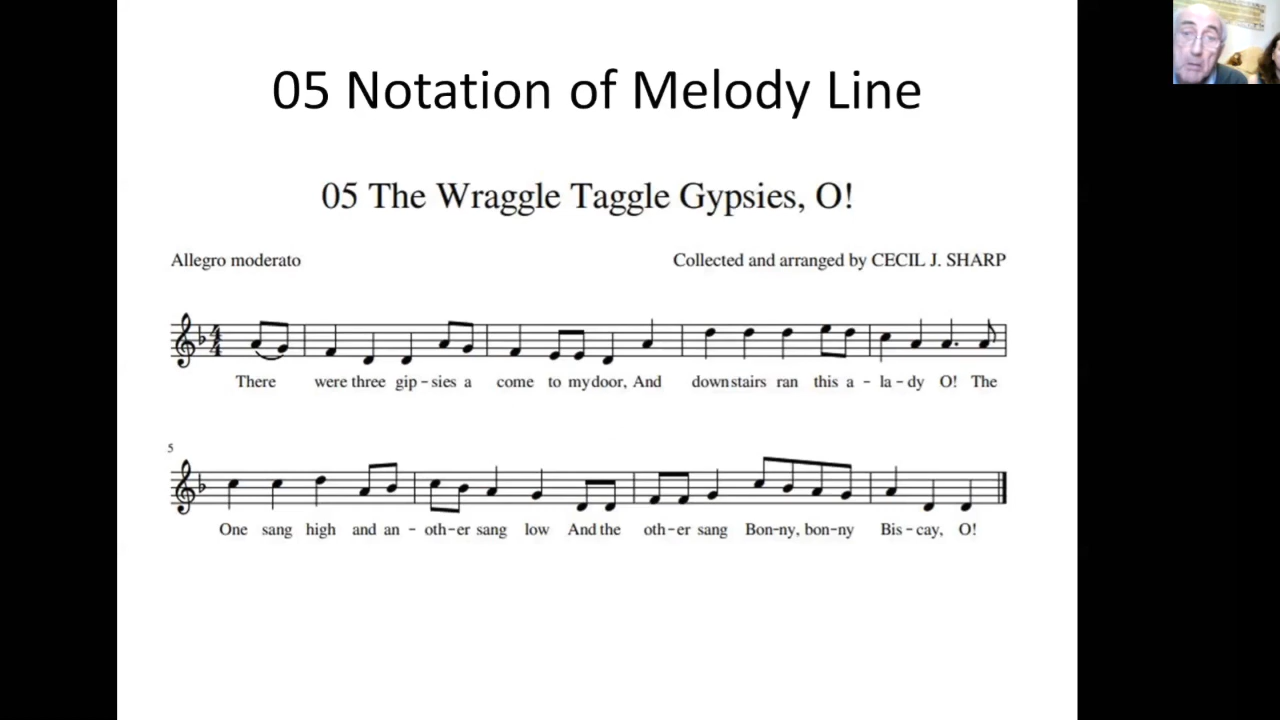 05 Notation of Melody Line
05 The Wraggle Taggle Gypsies, O!
Allegro moderato
Collected and arranged by CECIL J. SHARP
4
4
There were three gip-sies a come to my door, And down stairs ran this a-la-dy O! The
5
One sang high and an-oth-er sang low And the oth-er sang Bon-ny, bon-ny Bis-cay, O!